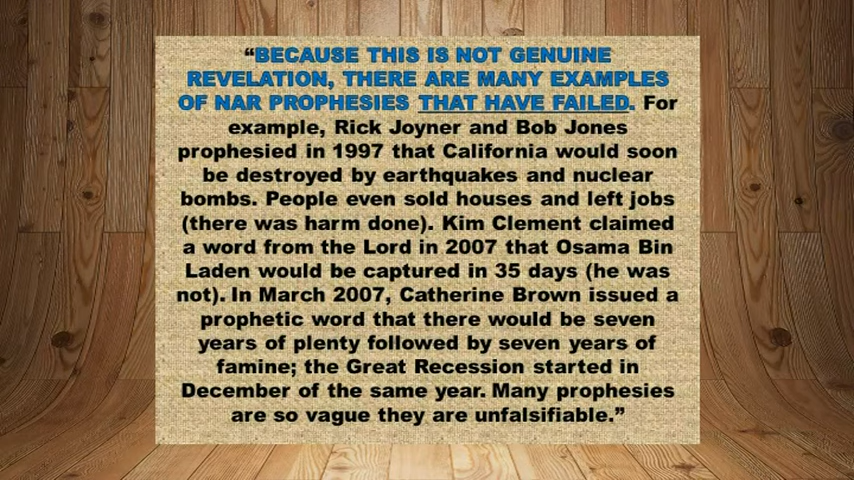 “BECAUSE THIS IS NOT GENUINE
REVELATION, THERE ARE MANY EXAMPLES
OF NAR PROPHESIES THAT HAVE FAILED. For
example, Rick Joyner and Bob Jones
prophesied in 1997 that California would soon
be destroyed by earthquakes and nuclear
bombs. People even sold houses and left jobs
(there was harm done). Kim Clement claimed
a word from the Lord in 2007 that Osama Bin
Laden would be captured in 35 days (he was
not). In March 2007, Catherine Brown issued a
prophetic word that there would be seven
years of plenty followed by seven years of
famine; the Great Recession started in
December of the same year. Many prophesies
are so vague they are unfalsifiable.”